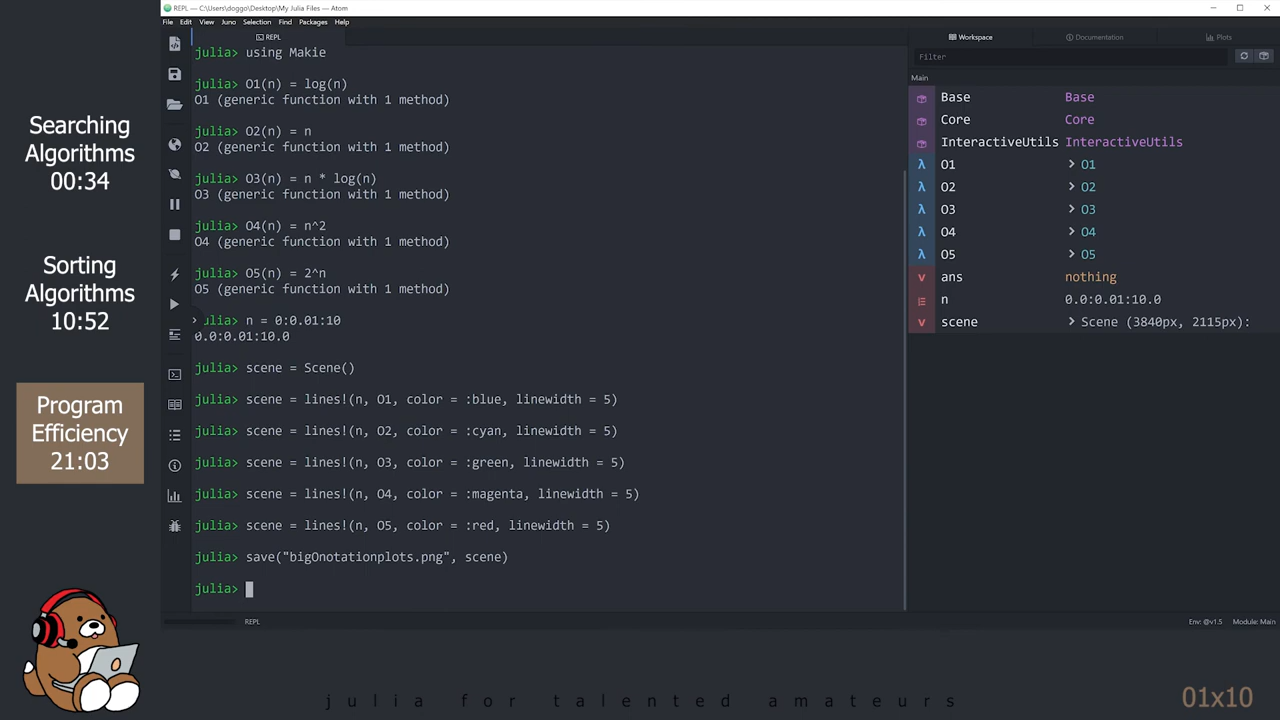 REPL — C:\Users\doggo\Desktop\My Julia Files — Atom
File Edit View Juno Selection Find Packages Help
REPL
julia> using Makie
julia> O1(n) = log(n)
O1 (generic function with 1 method)
julia> O2(n) = n
O2 (generic function with 1 method)
julia> O3(n) = n * log(n)
O3 (generic function with 1 method)
julia> O4(n) = n^2
O4 (generic function with 1 method)
julia> O5(n) = 2^n
O5 (generic function with 1 method)
julia> n = 0:0.01:10
0.0:0.01:10.0
julia> scene = Scene()
julia> scene = lines!(n, O1, color = :blue, linewidth = 5)
julia> scene = lines!(n, O2, color = :cyan, linewidth = 5)
julia> scene = lines!(n, O3, color = :green, linewidth = 5)
julia> scene = lines!(n, O4, color = :magenta, linewidth = 5)
julia> scene = lines!(n, O5, color = :red, linewidth = 5)
julia> save("bigOnotationplots.png", scene)
julia>
Workspace Documentation Plots
Filter
Main
Base Base
Core Core
InteractiveUtils InteractiveUtils
λ O1 > O1
λ O2 > O2
λ O3 > O3
λ O4 > O4
λ O5 > O5
v ans nothing
n 0.0:0.01:10.0
v scene > Scene (3840px, 2115px):
REPL Env: @v1.5 Module: Main
Searching
Algorithms
00:34
Sorting
Algorithms
10:52
Program
Efficiency
21:03
julia for talented amateurs
01x10